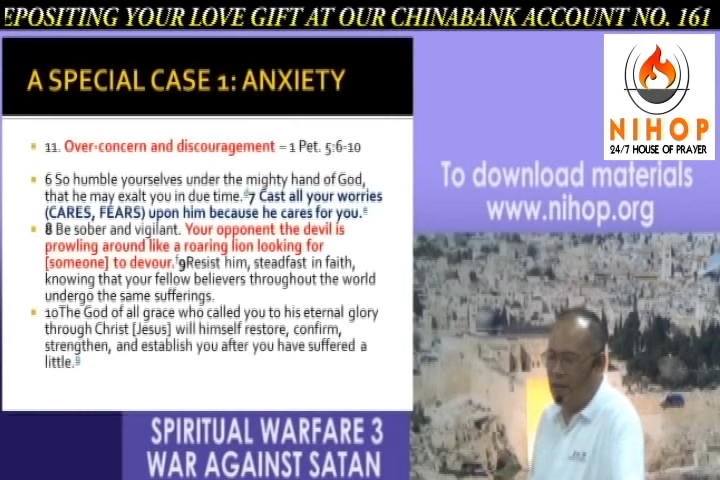 EPOSITING YOUR LOVE GIFT AT OUR CHINABANK ACCOUNT NO. 161
A SPECIAL CASE 1: ANXIETY
11. Over-concern and discouragement = 1 Pet. 5:6-10
6 So humble yourselves under the mighty hand of God,
that he may exalt you in due time. 7 Cast all your worries
(CARES, FEARS) upon him because he cares for you.
8 Be sober and vigilant. Your opponent the devil is
prowling around like a roaring lion looking for
[someone] to devour. 9Resist him, steadfast in faith,
knowing that your fellow believers throughout the world
undergo the same sufferings.
10The God of all grace who called you to his eternal glory
through Christ [Jesus] will himself restore, confirm,
strengthen, and establish you after you have suffered a
little.
NIHOP
24/7 HOUSE OF PRAYER
To download materials
www.nihop.org
SPIRITUAL WARFARE 3
WAR AGAINST SATAN